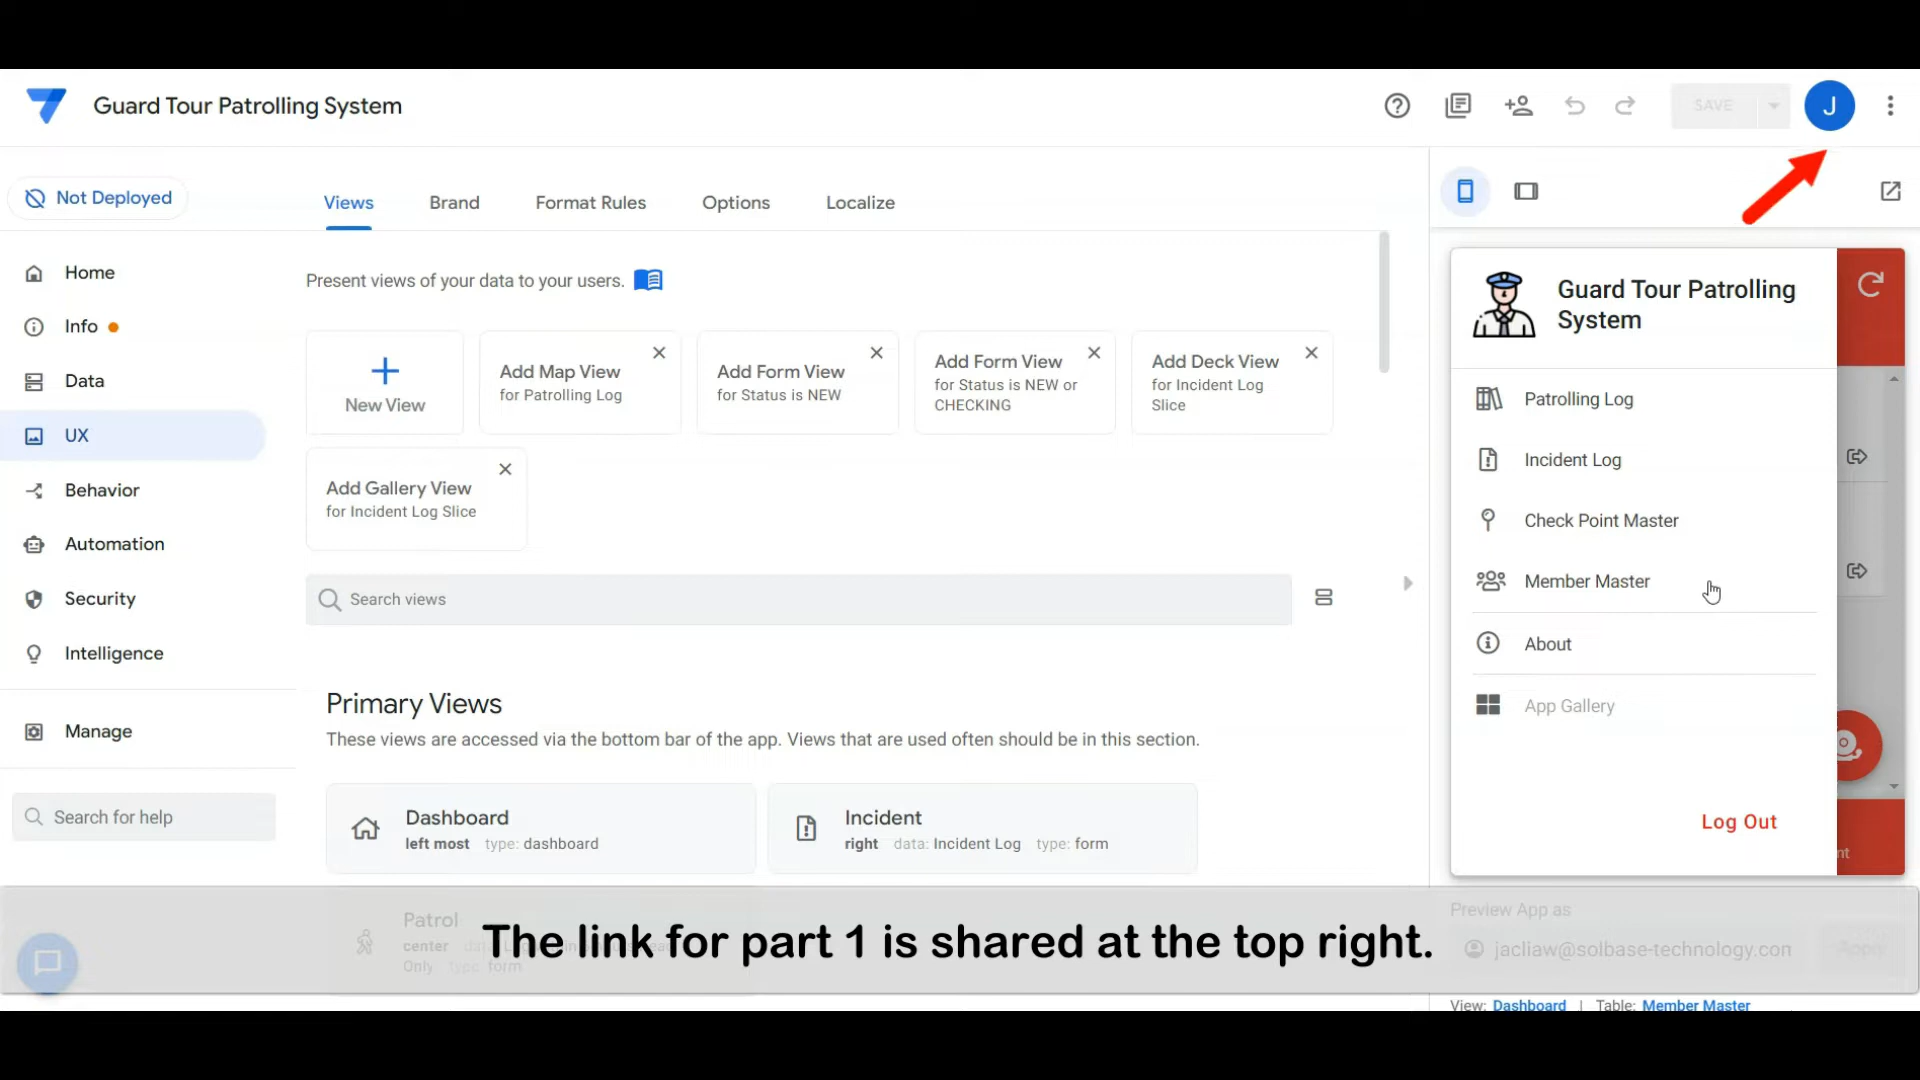 Guard Tour Patrolling System
SAVE
J
Not Deployed
Views
Brand
Format Rules
Options
Localize
Home
Info
Data
UX
Behavior
Automation
Security
Intelligence
Manage
Search for help
Present views of your data to your users.
New View
Add Map View
for Patrolling Log
Add Form View
for Status is NEW
Add Form View
for Status is NEW or
CHECKING
Add Deck View
for Incident Log
Slice
Add Gallery View
for Incident Log Slice
Search views
Primary Views
These views are accessed via the bottom bar of the app. Views that are used often should be in this section.
Dashboard
left most type: dashboard
Incident
right data: Incident Log type: form
Patrol
center
Only type: form
Guard Tour Patrolling
System
Patrolling Log
Incident Log
Check Point Master
Member Master
About
App Gallery
Log Out
nt
Preview App as
jacliaw@solbase-technology.con
Apply
View: Dashboard | Table: Member Master
The link for part 1 is shared at the top right.